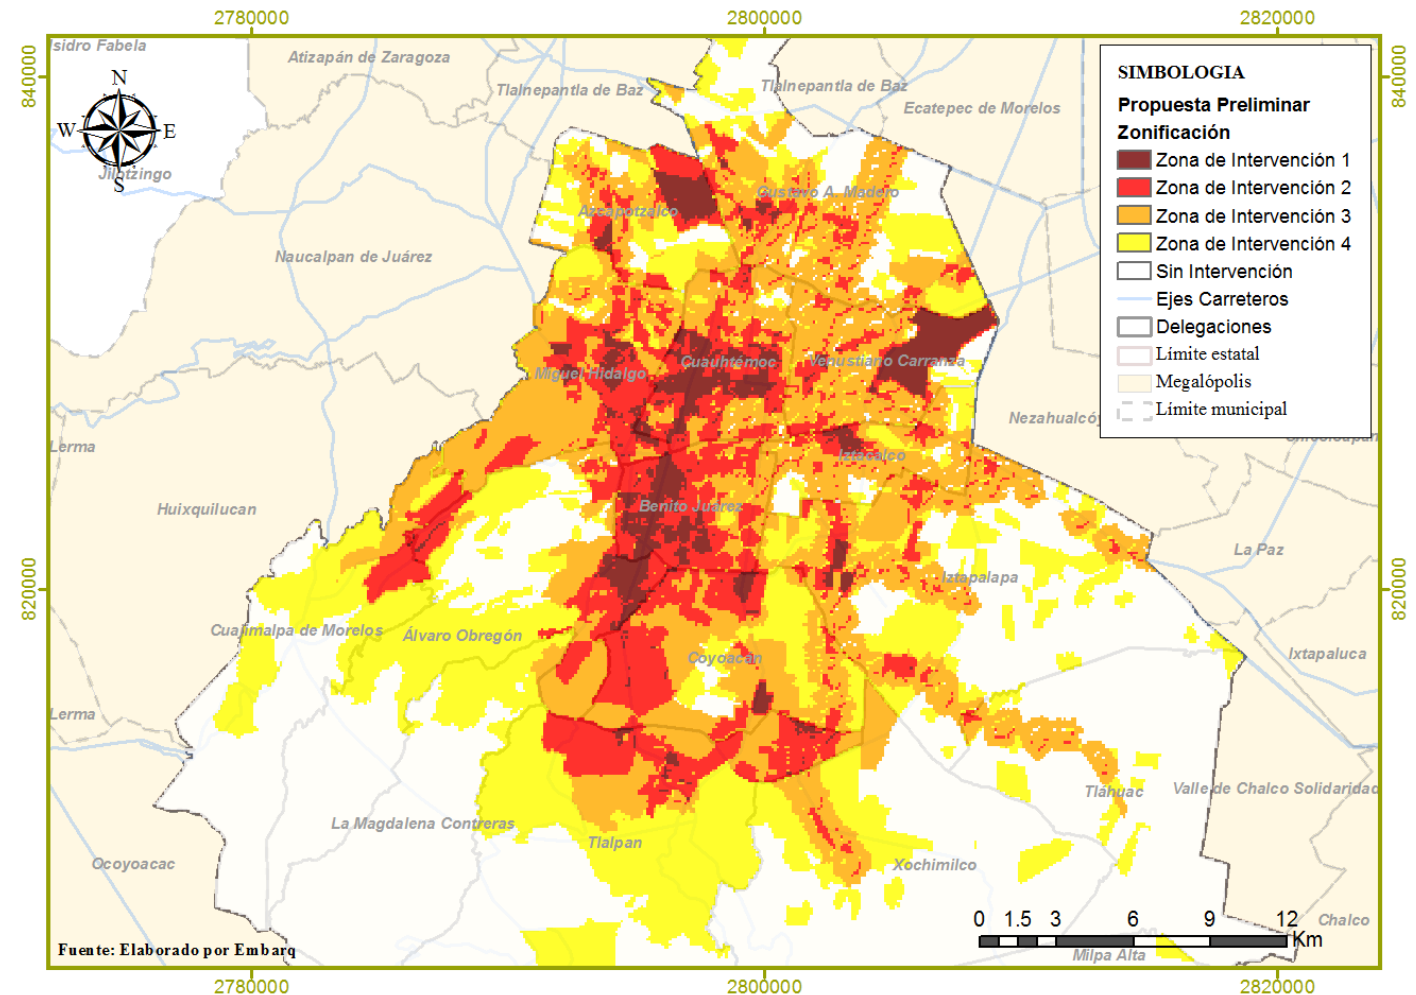 2780000
2800000
2820000
840000
840000
820000
820000
2780000
2800000
2820000
N
W
E
S
Isidro Fabela
Atizapán de Zaragoza
Tlalnepantla de Baz
Tlalnepantla de Baz
Ecatepec de Morelos
Jilotzingo
Azcapotzalco
Gustavo A. Madero
Naucalpan de Juárez
Miguel Hidalgo
Cuauhtémoc
Venustiano Carranza
Nezahualcóy
Lerma
Iztacalco
Huixquilucan
Benito Juárez
La Paz
Iztapalapa
Cuajimalpa de Morelos
Álvaro Obregón
Coyoacán
Ixtapaluca
Lerma
Tláhuac
Valle de Chalco Solidaridad
La Magdalena Contreras
Tlalpan
Ocoyoacac
Xochimilco
Chalco
Milpa Alta
SIMBOLOGIA
Propuesta Preliminar
Zonificación
Zona de Intervención 1
Zona de Intervención 2
Zona de Intervención 3
Zona de Intervención 4
Sin Intervención
Ejes Carreteros
Delegaciones
Límite estatal
Megalópolis
Límite municipal
0 1.5 3 6 9 12
Km
Fuente: Elaborado por Embarq